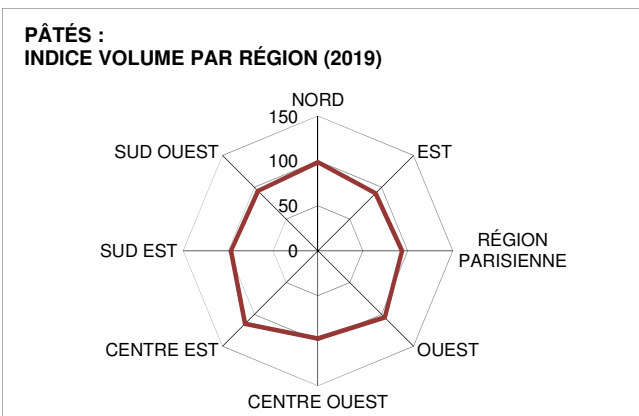 PÂTÉS :
INDICE VOLUME PAR RÉGION (2019)
NORD
150
SUD OUEST
EST
100
50
SUD EST
0
RÉGION
PARISIENNE
CENTRE EST
OUEST
CENTRE OUEST